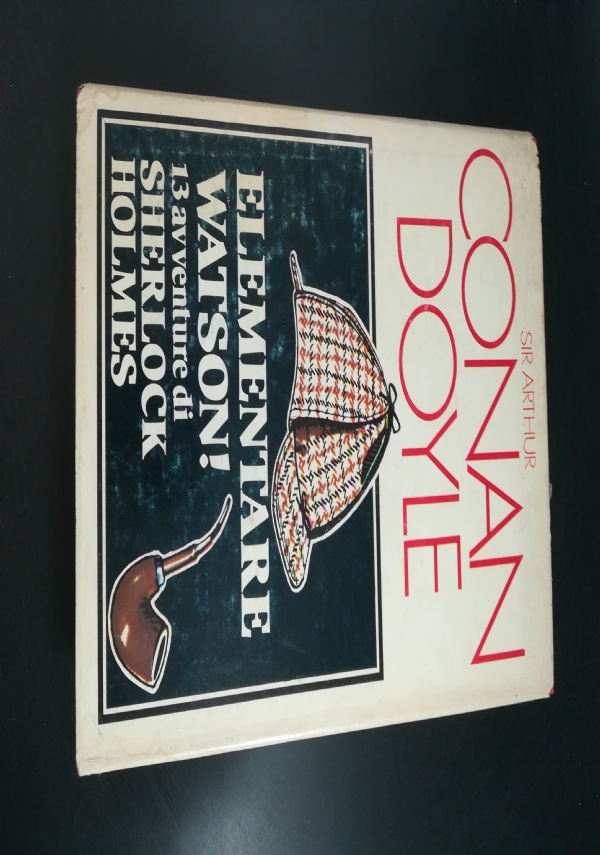 SIR ARTHUR
CONAN
DOYLE
ELEMENTARE
WATSON!
13 avventure di
SHERLOCK
HOLMES